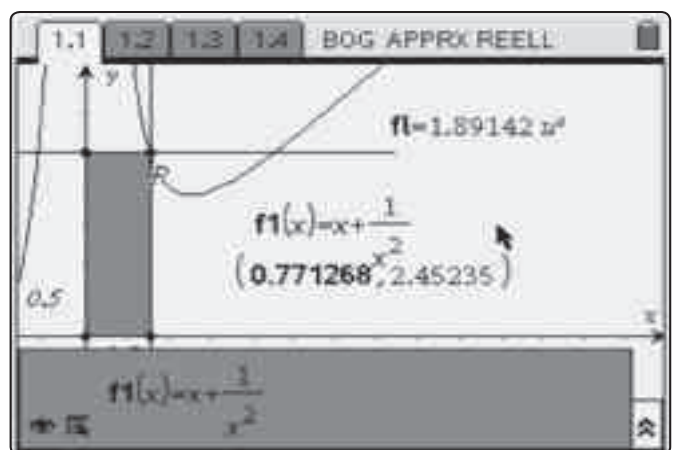 1.1 1.2 1.3 1.4 BOG APPRX REELL
y
fl=1.89142 u²
R
f1(x)=x+1/x²
(0.771268, 2.45235)
0.5
x
f1(x)=x+1/x²